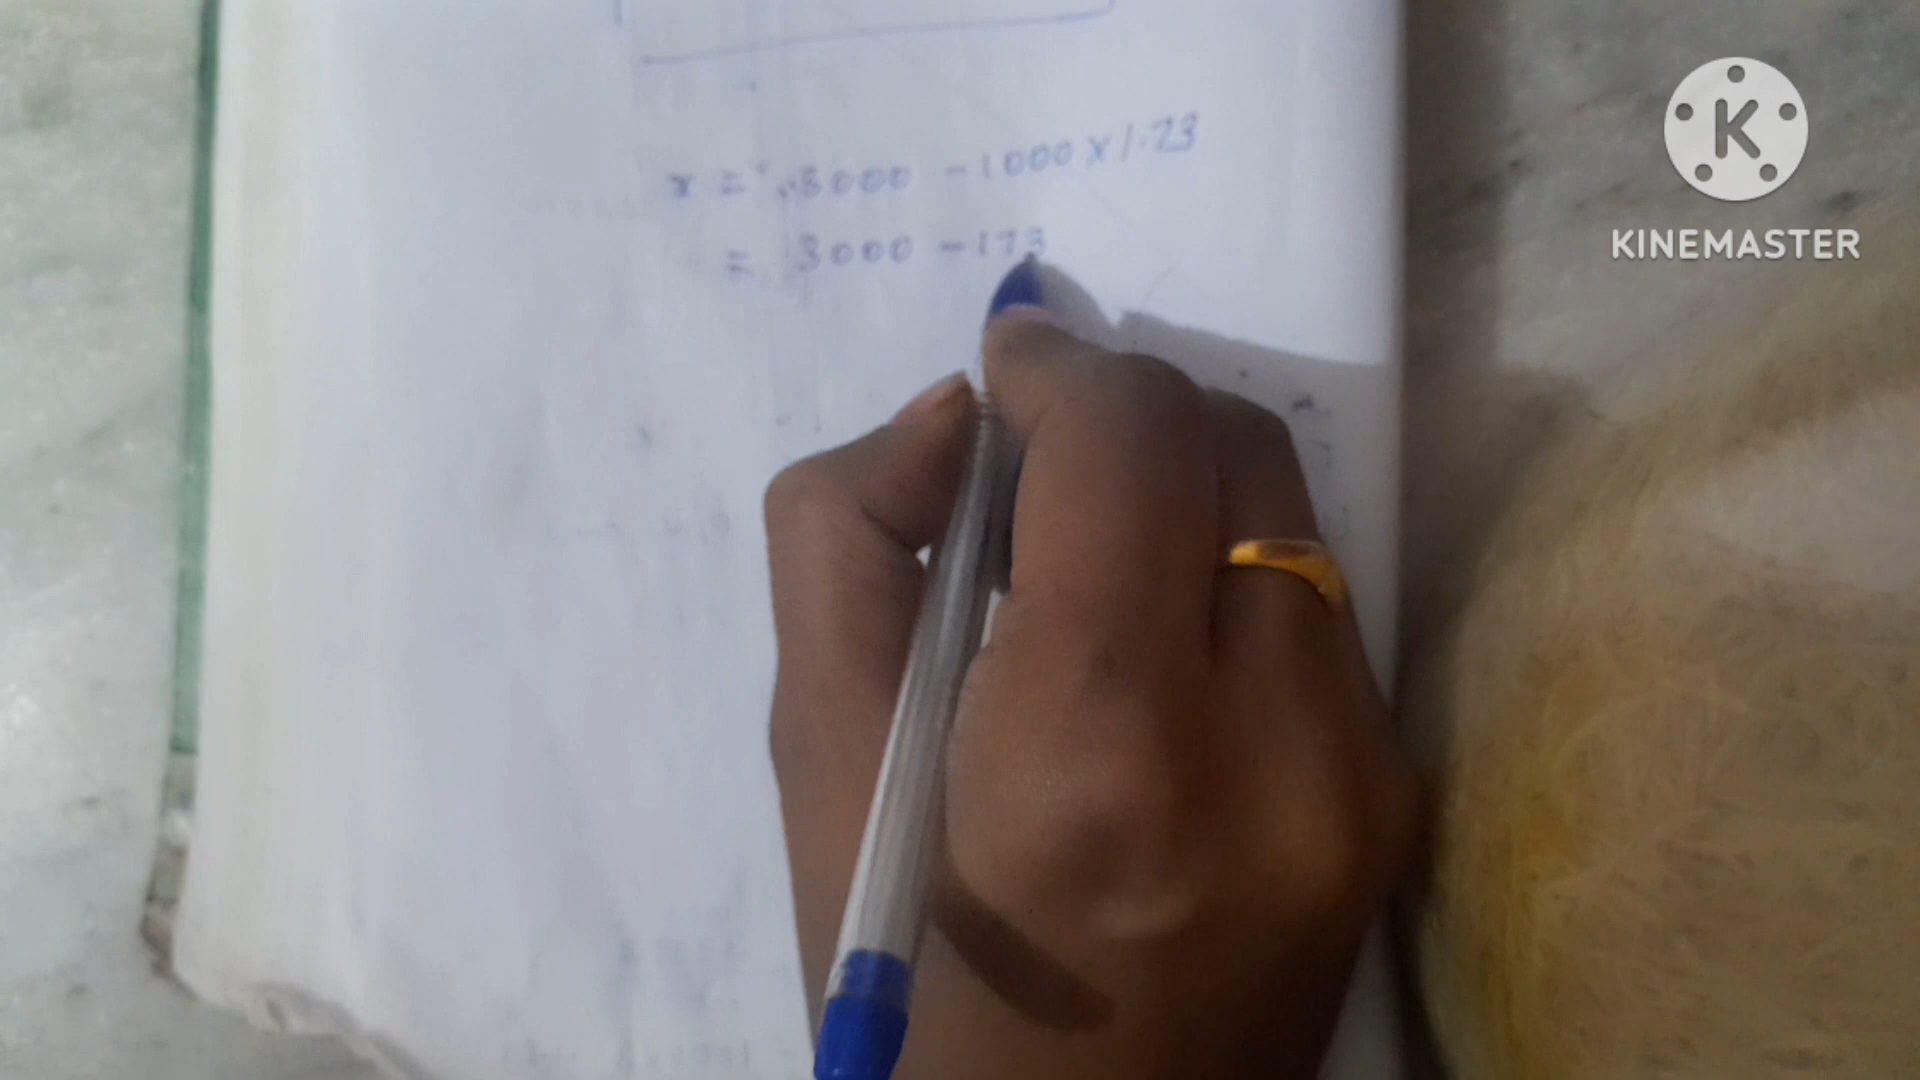 x = 3000 - 1000 x 1.73
= 3000 - 173
K
KINEMASTER